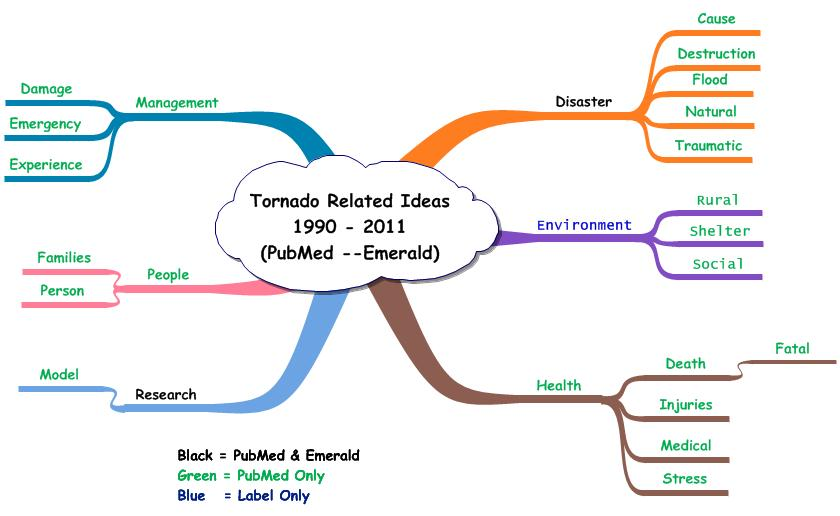 Tornado Related Ideas
1990 - 2011
(PubMed --Emerald)
Disaster
Cause
Destruction
Flood
Natural
Traumatic
Environment
Rural
Shelter
Social
Health
Death
Fatal
Injuries
Medical
Stress
Management
Damage
Emergency
Experience
People
Families
Person
Research
Model
Black = PubMed & Emerald
Green = PubMed Only
Blue = Label Only